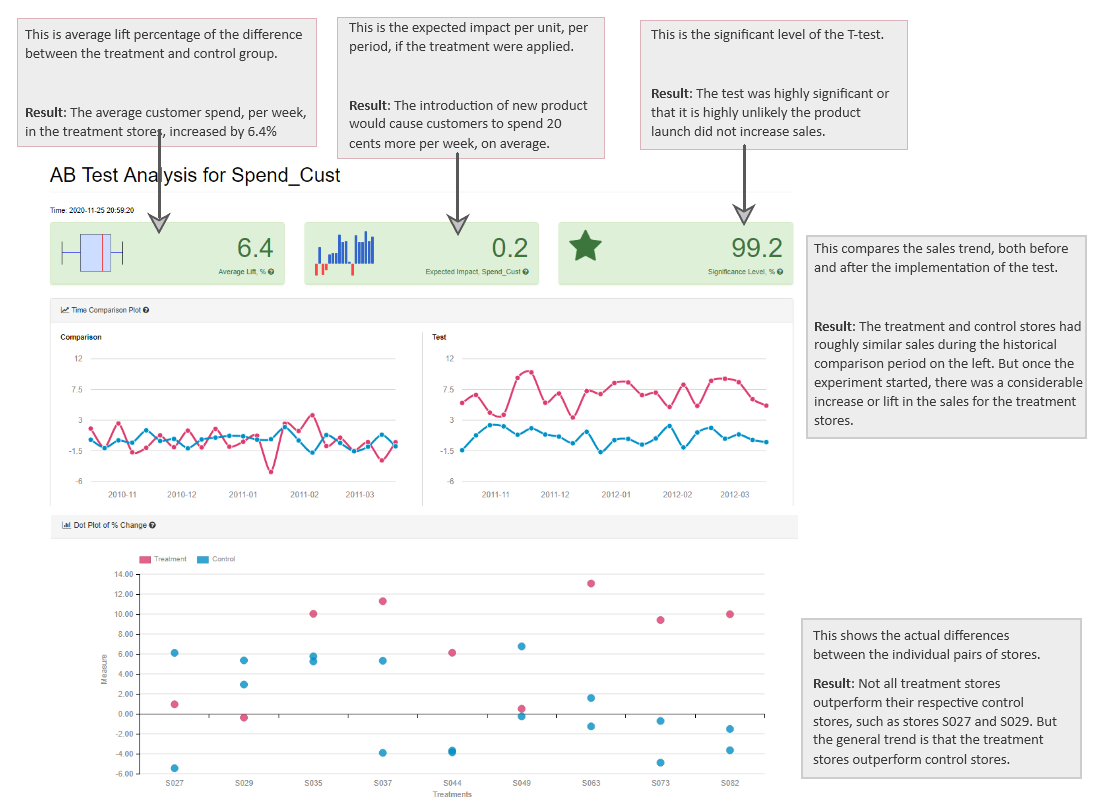 This is average lift percentage of the difference
between the treatment and control group.
Result: The average customer spend, per week,
in the treatment stores, increased by 6.4%
This is the expected impact per unit, per
period, if the treatment were applied.
Result: The introduction of new product
would cause customers to spend 20
cents more per week, on average.
This is the significant level of the T-test.
Result: The test was highly significant or
that it is highly unlikely the product
launch did not increase sales.
AB Test Analysis for Spend_Cust
Time: 2020-11-25 20:59:20
6.4
Average Lift, %
0.2
Expected Impact, Spend_Cust
99.2
Significance Level, %
This compares the sales trend, both before
and after the implementation of the test.
Result: The treatment and control stores had
roughly similar sales during the historical
comparison period on the left. But once the
experiment started, there was a considerable
increase or lift in the sales for the treatment
stores.
Time Comparison Plot
Comparison
12
7.5
3
-1.5
-6
2010-11 2010-12 2011-01 2011-02 2011-03
Test
12
7.5
3
-1.5
-6
2011-11 2011-12 2012-01 2012-02 2012-03
Dot Plot of % Change
Treatment Control
14.00
12.00
10.00
8.00
6.00
4.00
2.00
0.00
-2.00
-4.00
-6.00
Measure
S027 S029 S035 S037 S044 S049 S063 S073 S082
Treatments
This shows the actual differences
between the individual pairs of stores.
Result: Not all treatment stores
outperform their respective control
stores, such as stores S027 and S029. But
the general trend is that the treatment
stores outperform control stores.